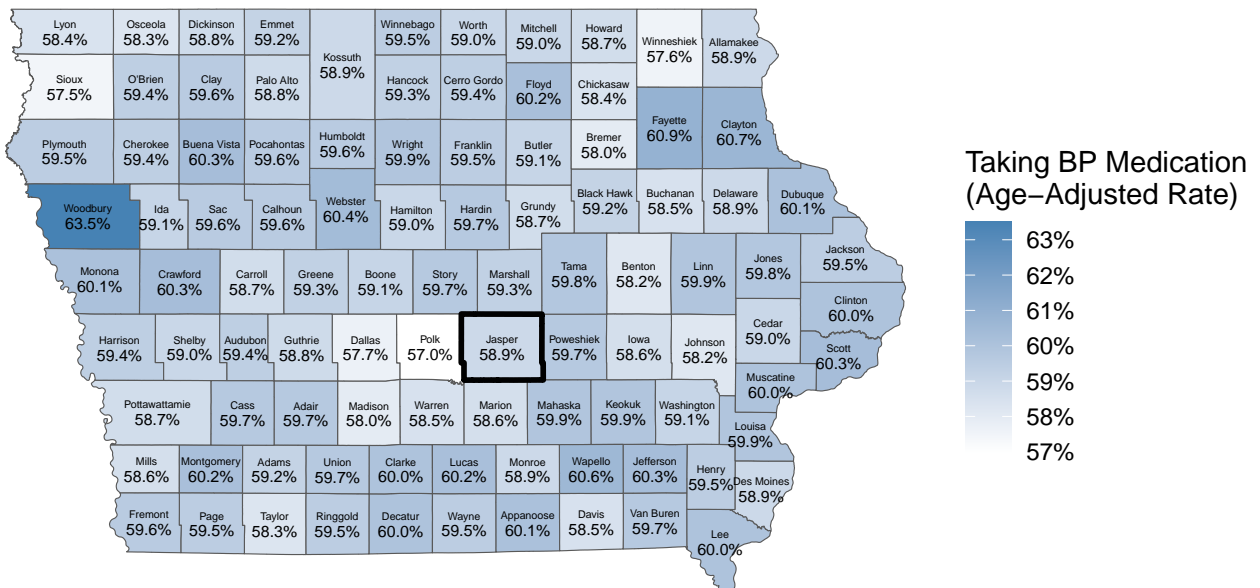 Lyon
58.4%
Osceola
58.3%
Dickinson
58.8%
Emmet
59.2%
Kossuth
58.9%
Winnebago
59.5%
Worth
59.0%
Mitchell
59.0%
Howard
58.7%
Winneshiek
57.6%
Allamakee
58.9%
Sioux
57.5%
O'Brien
59.4%
Clay
59.6%
Palo Alto
58.8%
Hancock
59.3%
Cerro Gordo
59.4%
Floyd
60.2%
Chickasaw
58.4%
Fayette
60.9%
Clayton
60.7%
Plymouth
59.5%
Cherokee
59.4%
Buena Vista
60.3%
Pocahontas
59.6%
Humboldt
59.6%
Wright
59.9%
Franklin
59.5%
Butler
59.1%
Bremer
58.0%
Woodbury
63.5%
Ida
59.1%
Sac
59.6%
Calhoun
59.6%
Webster
60.4%
Hamilton
59.0%
Hardin
59.7%
Grundy
58.7%
Black Hawk
59.2%
Buchanan
58.5%
Delaware
58.9%
Dubuque
60.1%
Monona
60.1%
Crawford
60.3%
Carroll
58.7%
Greene
59.3%
Boone
59.1%
Story
59.7%
Marshall
59.3%
Tama
59.8%
Benton
58.2%
Linn
59.9%
Jones
59.8%
Jackson
59.5%
Clinton
60.0%
Harrison
59.4%
Shelby
59.0%
Audubon
59.4%
Guthrie
58.8%
Dallas
57.7%
Polk
57.0%
Jasper
58.9%
Poweshiek
59.7%
Iowa
58.6%
Johnson
58.2%
Cedar
59.0%
Scott
60.3%
Muscatine
60.0%
Pottawattamie
58.7%
Cass
59.7%
Adair
59.7%
Madison
58.0%
Warren
58.5%
Marion
58.6%
Mahaska
59.9%
Keokuk
59.9%
Washington
59.1%
Louisa
59.9%
Mills
58.6%
Montgomery
60.2%
Adams
59.2%
Union
59.7%
Clarke
60.0%
Lucas
60.2%
Monroe
58.9%
Wapello
60.6%
Jefferson
60.3%
Henry
59.5%
Des Moines
58.9%
Fremont
59.6%
Page
59.5%
Taylor
58.3%
Ringgold
59.5%
Decatur
60.0%
Wayne
59.5%
Appanoose
60.1%
Davis
58.5%
Van Buren
59.7%
Lee
60.0%
Taking BP Medication
(Age−Adjusted Rate)
63%
62%
61%
60%
59%
58%
57%